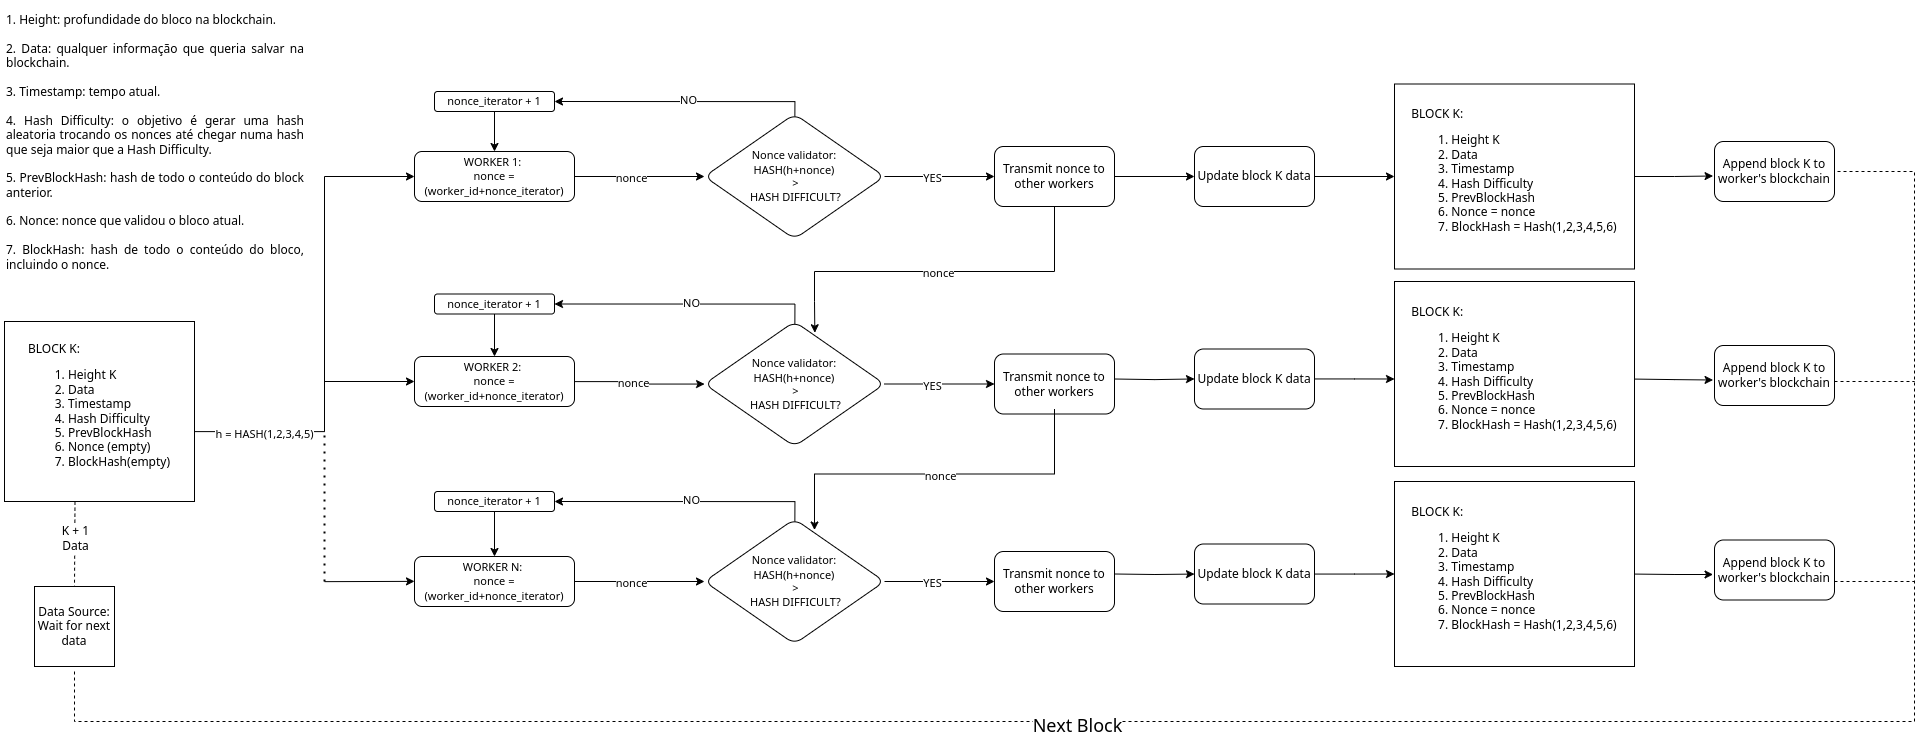 1. Height: profundidade do bloco na blockchain.
2. Data: qualquer informação que queria salvar na
blockchain.
3. Timestamp: tempo atual.
4. Hash Difficulty: o objetivo é gerar uma hash
aleatoria trocando os nonces até chegar numa hash
que seja maior que a Hash Difficulty.
5. PrevBlockHash: hash de todo o conteúdo do block
anterior.
6. Nonce: nonce que validou o bloco atual.
7. BlockHash: hash de todo o conteúdo do bloco,
incluindo o nonce.
BLOCK K:
1. Height K
2. Data
3. Timestamp
4. Hash Difficulty
5. PrevBlockHash
6. Nonce (empty)
7. BlockHash(empty)
h = HASH(1,2,3,4,5)
K + 1
Data
Data Source:
Wait for next
data
nonce_iterator + 1
NO
WORKER 1:
nonce =
(worker_id+nonce_iterator)
nonce
Nonce validator:
HASH(h+nonce)
>
HASH DIFFICULT?
YES
Transmit nonce to
other workers
Update block K data
BLOCK K:
1. Height K
2. Data
3. Timestamp
4. Hash Difficulty
5. PrevBlockHash
6. Nonce = nonce
7. BlockHash = Hash(1,2,3,4,5,6)
Append block K to
worker's blockchain
nonce
nonce_iterator + 1
NO
WORKER 2:
nonce =
(worker_id+nonce_iterator)
nonce
Nonce validator:
HASH(h+nonce)
>
HASH DIFFICULT?
YES
Transmit nonce to
other workers
Update block K data
BLOCK K:
1. Height K
2. Data
3. Timestamp
4. Hash Difficulty
5. PrevBlockHash
6. Nonce = nonce
7. BlockHash = Hash(1,2,3,4,5,6)
Append block K to
worker's blockchain
nonce
nonce_iterator + 1
NO
WORKER N:
nonce =
(worker_id+nonce_iterator)
nonce
Nonce validator:
HASH(h+nonce)
>
HASH DIFFICULT?
YES
Transmit nonce to
other workers
Update block K data
BLOCK K:
1. Height K
2. Data
3. Timestamp
4. Hash Difficulty
5. PrevBlockHash
6. Nonce = nonce
7. BlockHash = Hash(1,2,3,4,5,6)
Append block K to
worker's blockchain
Next Block